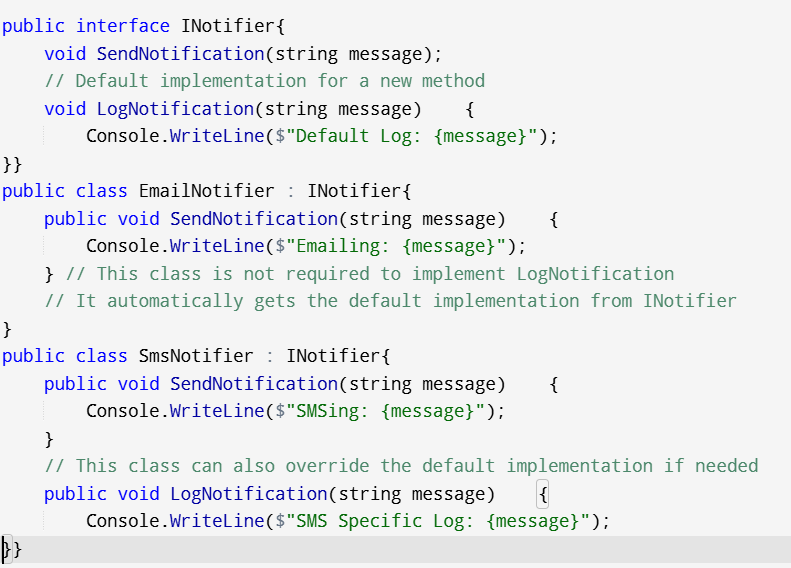 public interface INotifier{
    void SendNotification(string message);
    // Default implementation for a new method
    void LogNotification(string message)    {
        Console.WriteLine($"Default Log: {message}");
}}
public class EmailNotifier : INotifier{
    public void SendNotification(string message)    {
        Console.WriteLine($"Emailing: {message}");
    } // This class is not required to implement LogNotification
    // It automatically gets the default implementation from INotifier
}
public class SmsNotifier : INotifier{
    public void SendNotification(string message)    {
        Console.WriteLine($"SMSing: {message}");
    }
    // This class can also override the default implementation if needed
    public void LogNotification(string message)    {
        Console.WriteLine($"SMS Specific Log: {message}");
}}